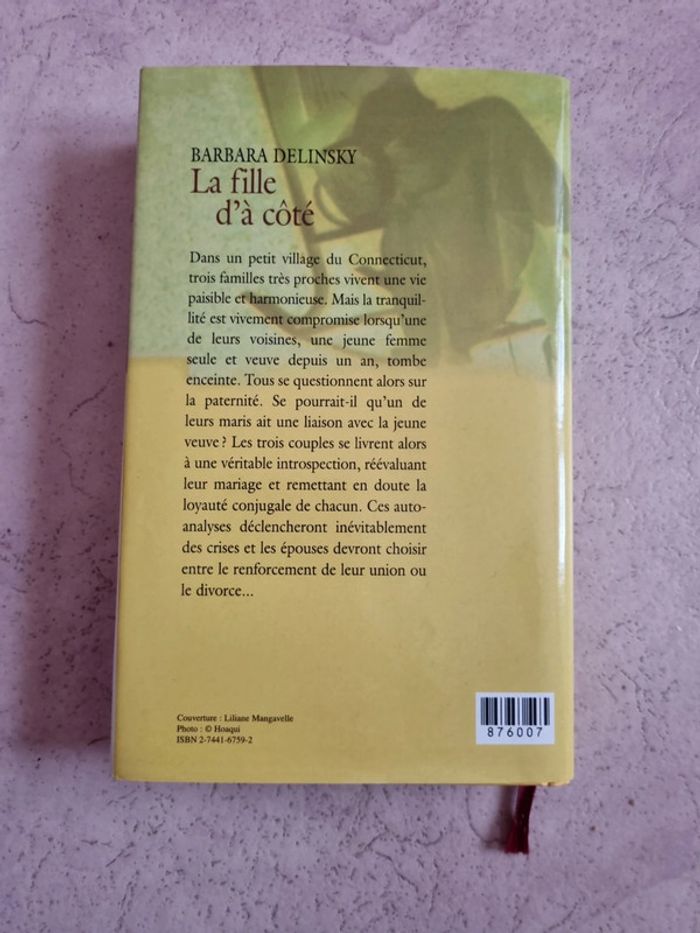 BARBARA DELINSKY
La fille
d'à côté
Dans un petit village du Connecticut,
trois familles très proches vivent une vie
paisible et harmonieuse. Mais la tranquil-
lité est vivement compromise lorsqu'une
de leurs voisines, une jeune femme
seule et veuve depuis un an, tombe
enceinte. Tous se questionnent alors sur
la paternité. Se pourrait-il qu'un de
leurs maris ait une liaison avec la jeune
veuve ? Les trois couples se livrent alors
à une véritable introspection, réévaluant
leur mariage et remettant en doute la
loyauté conjugale de chacun. Ces auto-
analyses déclencheront inévitablement
des crises et les épouses devront choisir
entre le renforcement de leur union ou
le divorce...
Couverture : Liliane Mangavelle
Photo : © Hoaqui
ISBN 2-7441-6759-2
876007